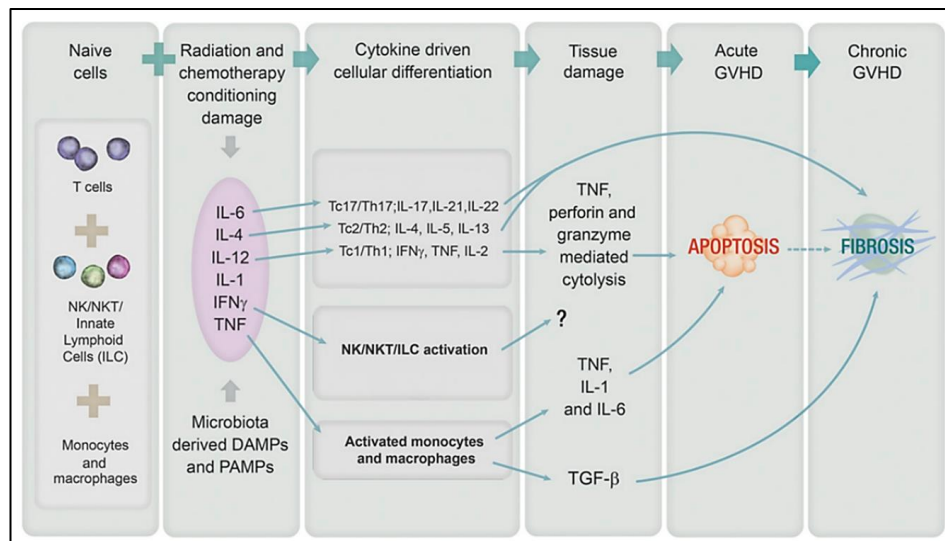 Naive
cells
Radiation and
chemotherapy
conditioning
damage
Cytokine driven
cellular differentiation
Tissue
damage
Acute
GVHD
Chronic
GVHD
T cells
NK/NKT/
Innate
Lymphoid
Cells (ILC)
Monocytes
and
macrophages
IL-6
IL-4
IL-12
IL-1
IFNγ
TNF
Microbiota
derived DAMPs
and PAMPs
Tc17/Th17;IL-17,IL-21,IL-22
Tc2/Th2; IL-4, IL-5, IL-13
Tc1/Th1; IFNγ, TNF, IL-2
NK/NKT/ILC activation
Activated monocytes
and macrophages
TNF,
perforin and
granzyme
mediated
cytolysis
?
TNF,
IL-1
and IL-6
TGF-β
APOPTOSIS
FIBROSIS